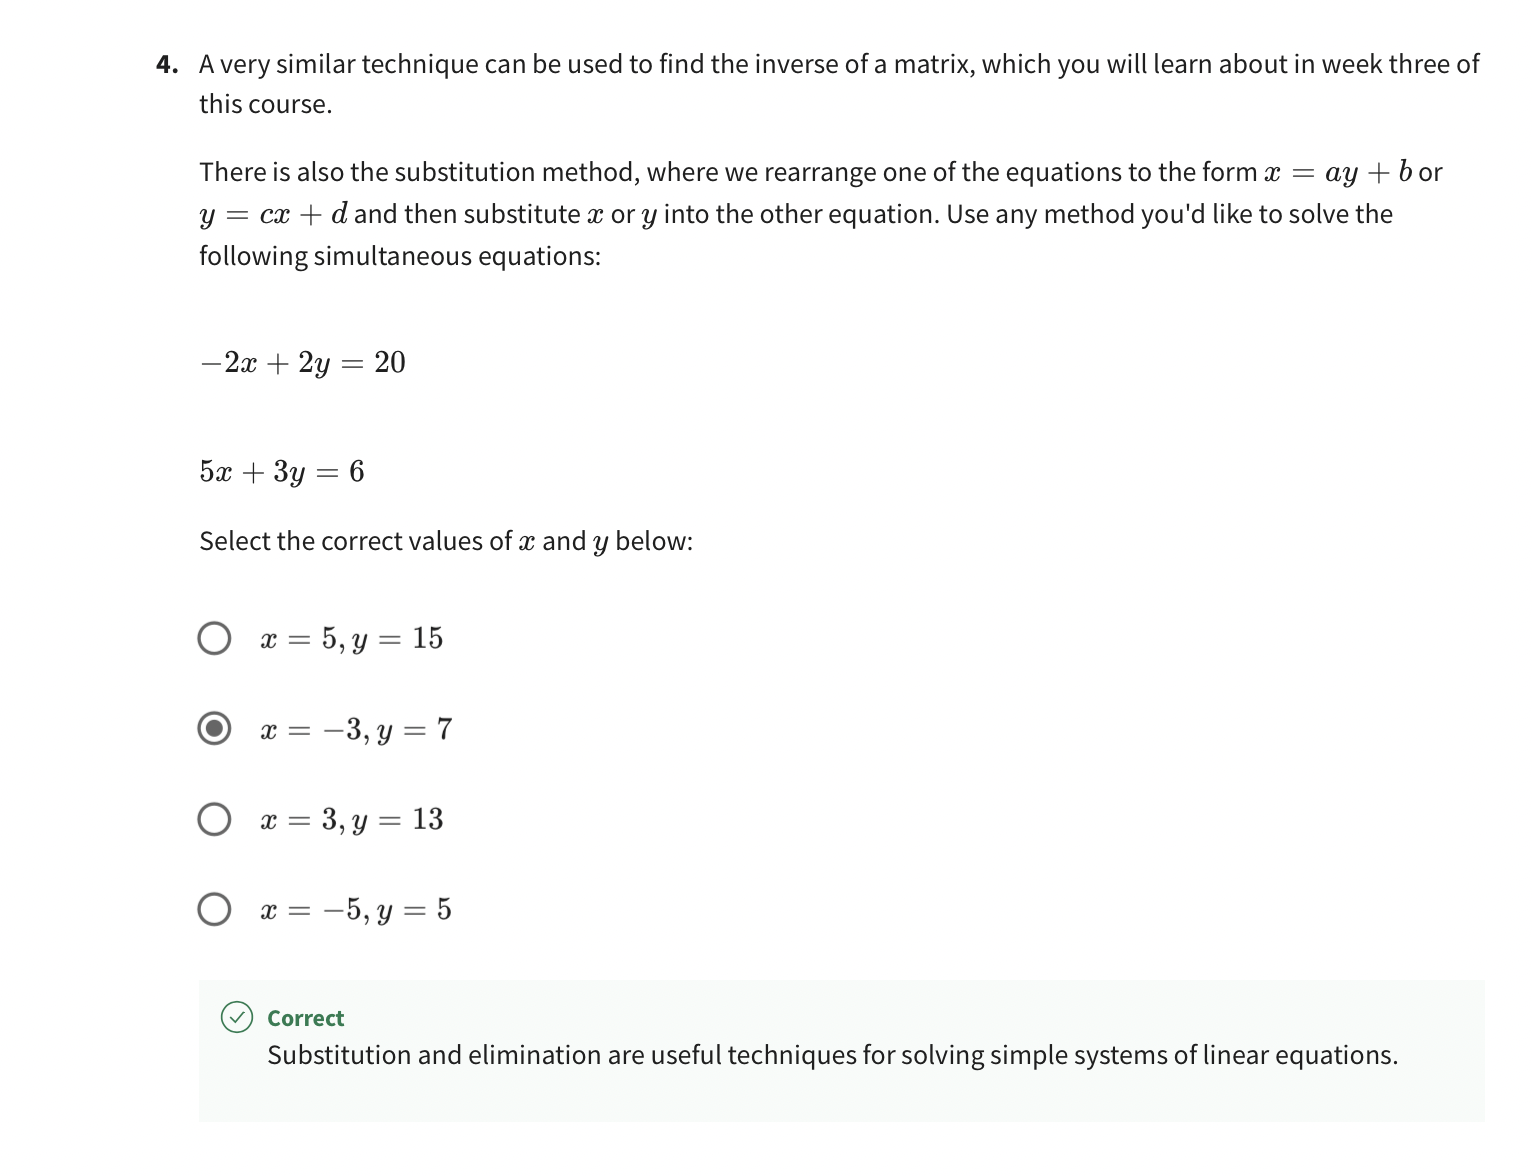 4. A very similar technique can be used to find the inverse of a matrix, which you will learn about in week three of
this course.
There is also the substitution method, where we rearrange one of the equations to the form x = ay + b or
y = cx + d and then substitute x or y into the other equation. Use any method you'd like to solve the
following simultaneous equations:
−2x + 2y = 20
5x + 3y = 6
Select the correct values of x and y below:
x = 5, y = 15
x = −3, y = 7
x = 3, y = 13
x = −5, y = 5
Correct
Substitution and elimination are useful techniques for solving simple systems of linear equations.